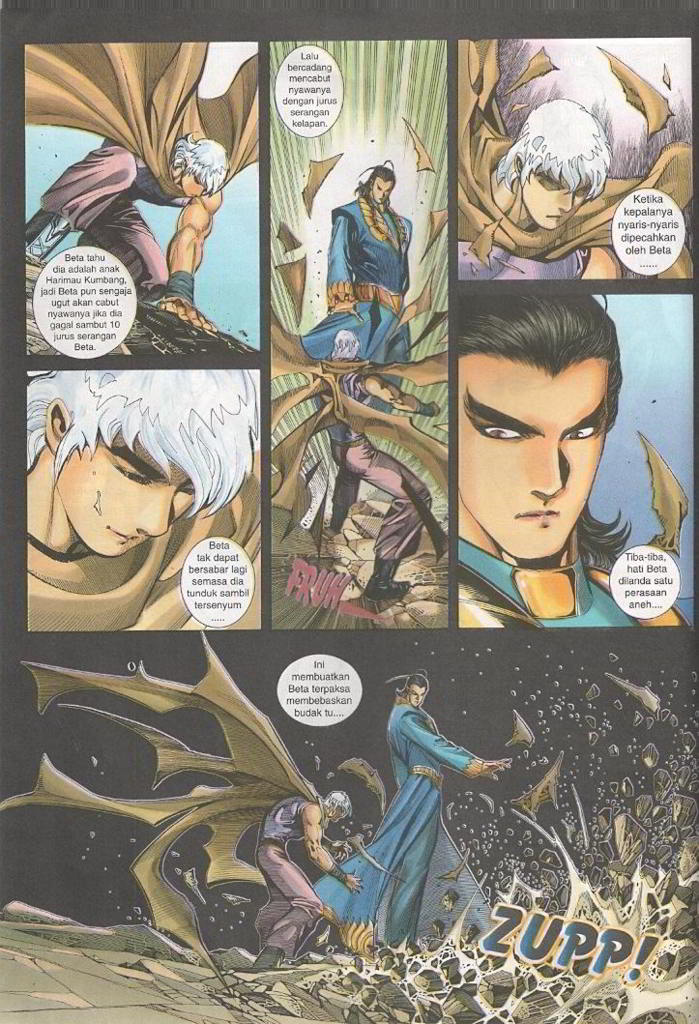 Beta tahu
dia adalah anak
Harimau Kumbang,
jadi Beta pun sengaja
ugut akan cabut
nyawanya jika dia
gagal sambut 10
jurus serangan
Beta.
Beta
tak dapat
bersabar lagi
semasa dia
tunduk sambil
tersenyum
.....
Lalu
bercadang
mencabut
nyawanya
dengan jurus
serangan
kelapan.
FRUH
Ketika
kepalanya
nyaris-nyaris
dipecahkan
oleh Beta
......
Tiba-tiba,
hati Beta
dilanda satu
perasaan
aneh....
Ini
membuatkan
Beta terpaksa
membebaskan
budak tu....
ZUPP!